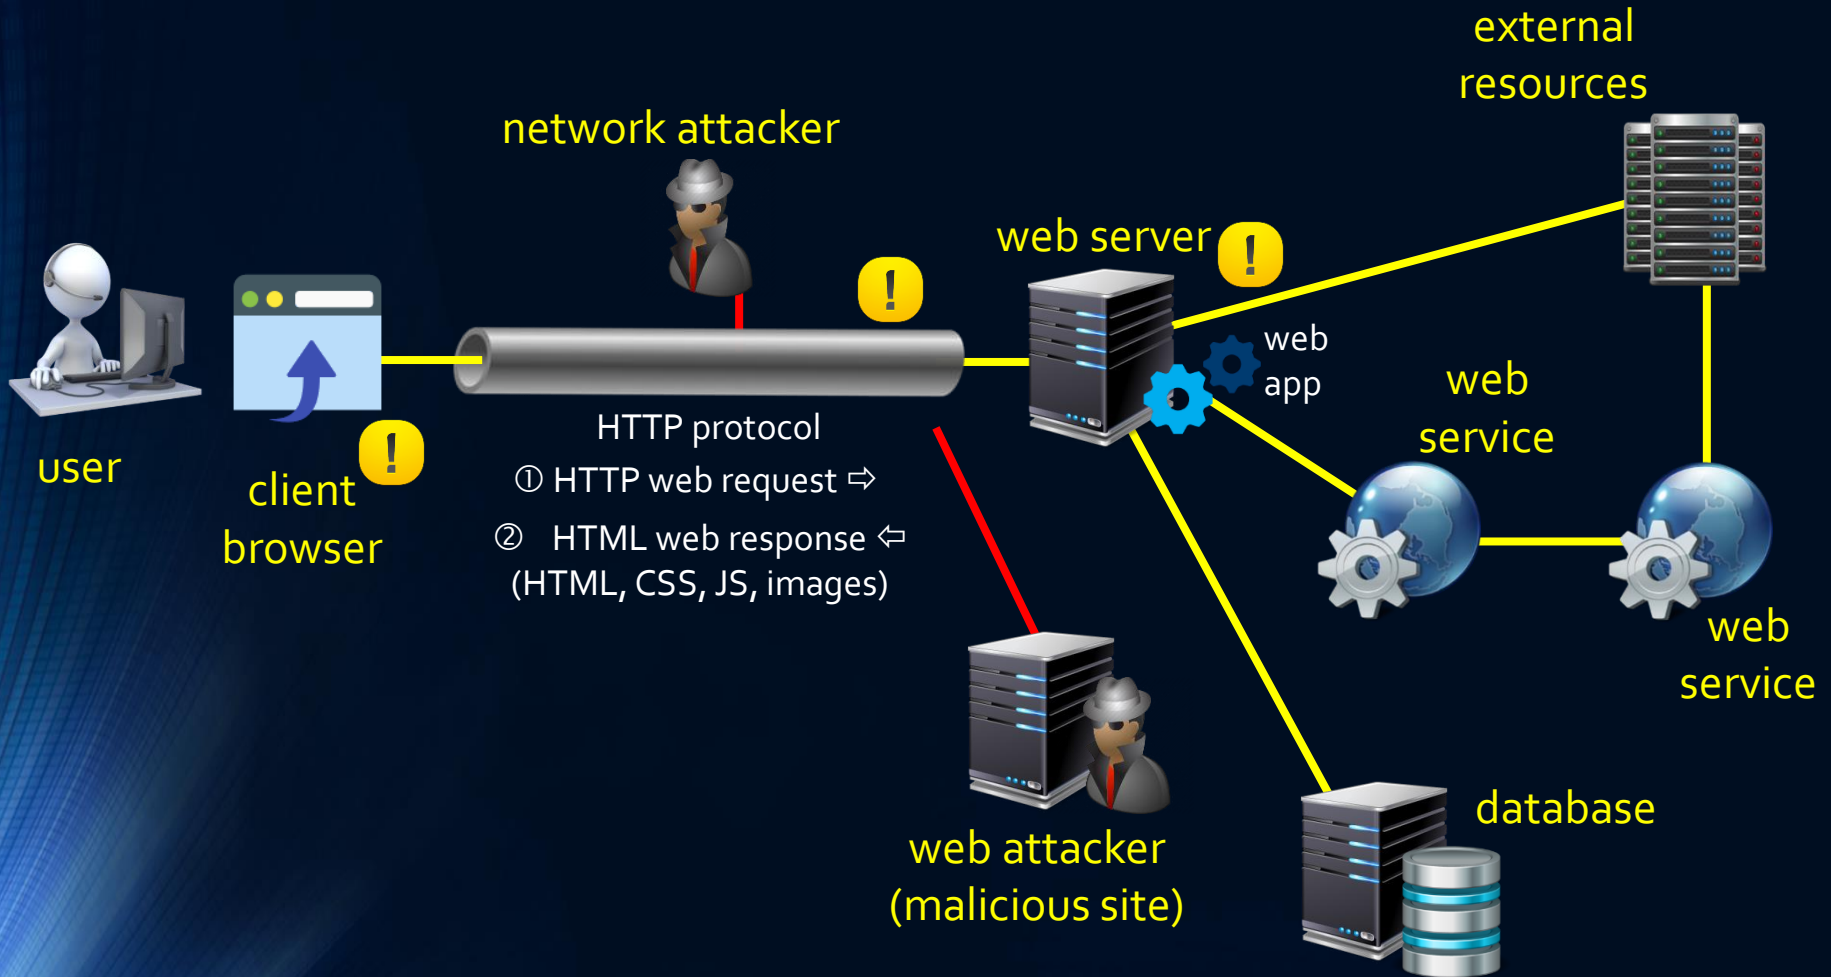 external
resources
network attacker
web server
!
!
web
app
web
service
HTTP protocol
① HTTP web request ⇨
② HTML web response ⇦
(HTML, CSS, JS, images)
user
!
client
browser
web
service
web attacker
(malicious site)
database